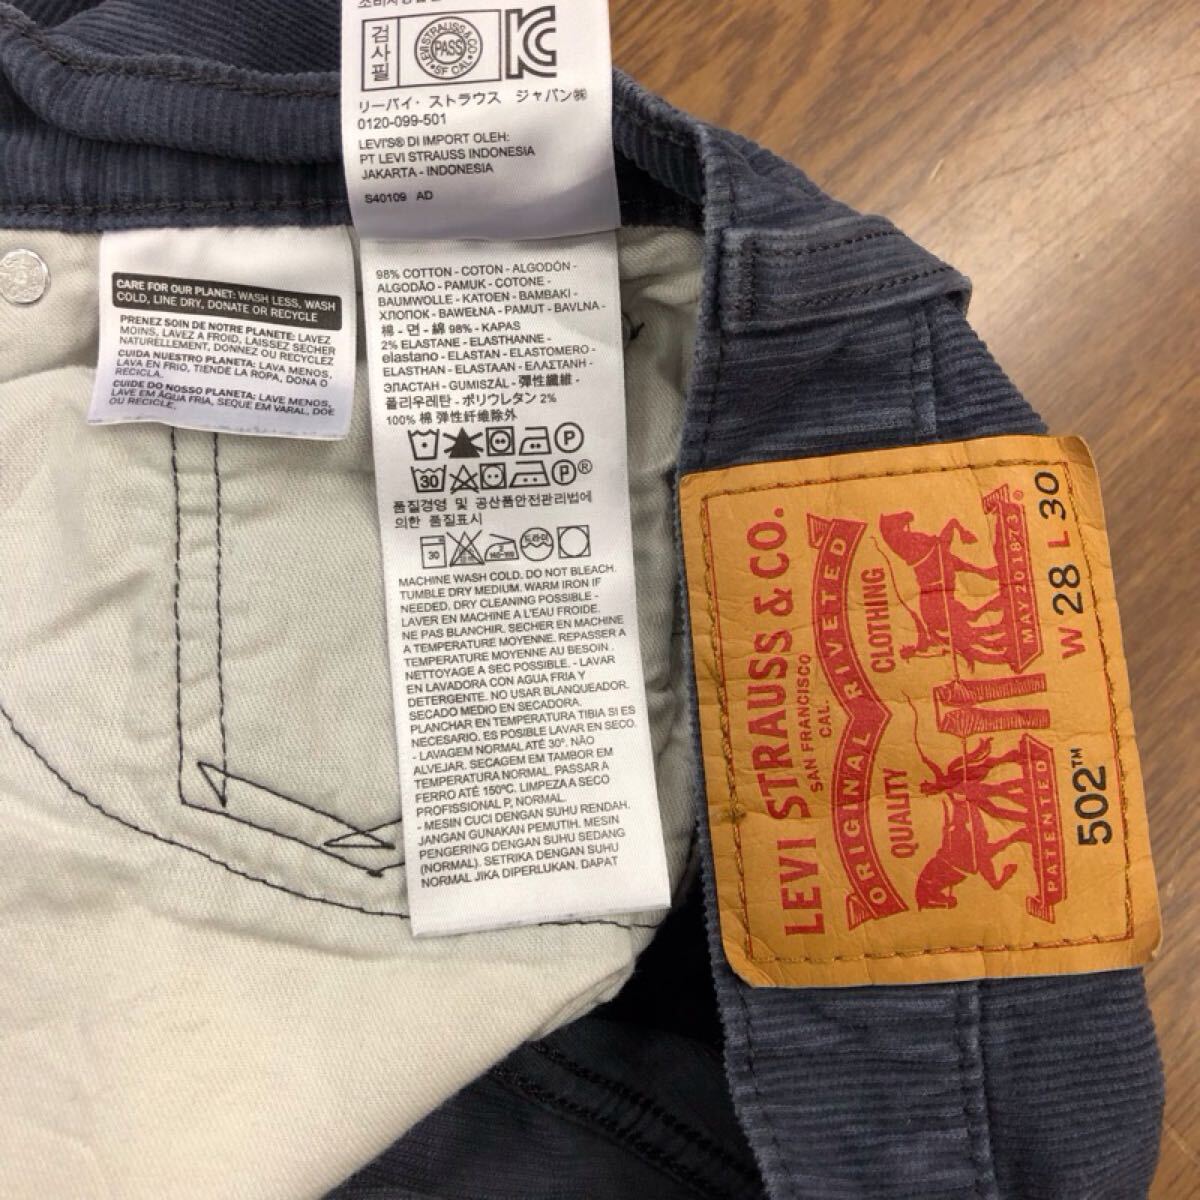 검
사
필
LEVI STRAUSS & CO
PASS
SF CAL
リーバイ・ストラウス ジャパン㈱
0120-099-501
LEVI'S® DI IMPORT OLEH:
PT LEVI STRAUSS INDONESIA
JAKARTA - INDONESIA
S40109 AD
CARE FOR OUR PLANET: WASH LESS, WASH
COLD, LINE DRY, DONATE OR RECYCLE
PRENEZ SOIN DE NOTRE PLANETE: LAVEZ
MOINS, LAVEZ A FROID, LAISSEZ SECHER
NATURELLEMENT, DONNEZ OU RECYCLEZ
CUIDA NUESTRO PLANETA: LAVA MENOS,
LAVA EN FRIO, TIENDE LA ROPA, DONA O
RECICLA.
CUIDE DO NOSSO PLANETA: LAVE MENOS,
LAVE EM ÁGUA FRIA, SEQUE EM VARAL, DOE
OU RECYCLE.
98% COTTON - COTON - ALGODÓN -
ALGODÃO - PAMUK - COTONE -
BAUMWOLLE - KATOEN - BAMBAKI -
ХЛОПОК - BAWEŁNA - PAMUT - BAVLNA -
棉 - 면 - 綿 98% - KAPAS
2% ELASTANE - ELASTHANNE -
elastano - ELASTAN - ELASTOMERO -
ELASTHAN - ELASTAAN - ΕΛΑΣΤΑΝΗ -
ЭЛАСТАН - GUMISZÁL - 弾性纖維 -
폴리우레탄 - ポリウレタン 2%
100% 棉 弹性纤维除外
P
30 P ®
품질경영 및 공산품안전관리법에
의한 품질표시
30 드라이
MACHINE WASH COLD. DO NOT BLEACH.
TUMBLE DRY MEDIUM. WARM IRON IF
NEEDED. DRY CLEANING POSSIBLE -
LAVER EN MACHINE A L'EAU FROIDE.
NE PAS BLANCHIR. SECHER EN MACHINE
A TEMPERATURE MOYENNE. REPASSER A
TEMPERATURE MOYENNE AU BESOIN.
NETTOYAGE A SEC POSSIBLE. - LAVAR
EN LAVADORA CON AGUA FRIA Y
DETERGENTE. NO USAR BLANQUEADOR.
SECADO MEDIO EN SECADORA.
PLANCHAR EN TEMPERATURA TIBIA SI ES
NECESARIO. ES POSIBLE LAVAR EN SECO.
- LAVAGEM NORMAL ATÉ 30º. NÃO
ALVEJAR. SECAGEM EM TAMBOR EM
TEMPERATURA NORMAL. PASSAR A
FERRO ATÉ 150ºC. LIMPEZA A SECO
PROFISSIONAL P, NORMAL.
- MESIN CUCI DENGAN SUHU RENDAH.
JANGAN GUNAKAN PEMUTIH. MESIN
PENGERING DENGAN SUHU SEDANG
(NORMAL). SETRIKA DENGAN SUHU
NORMAL JIKA DIPERLUKAN. DAPAT
LEVI STRAUSS & CO.
SAN FRANCISCO
CAL.
ORIGINAL RIVETED
QUALITY CLOTHING
PATENTED MAY 20 1873 ®
502™ W 28 L 30